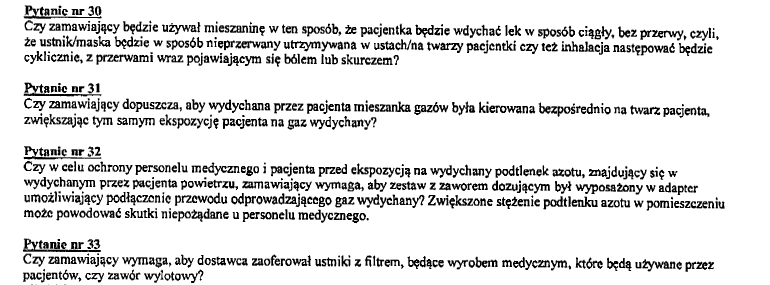 Pytanie nr 30
Czy zamawiający będzie używał mieszaninę w ten sposób, że pacjentka będzie wdychać lek w sposób ciągły, bez przerwy, czyli,
że ustnik/maska będzie w sposób nieprzerwany utrzymywana w ustach/na twarzy pacjentki czy też inhalacja następować będzie
cyklicznie, z przerwami wraz pojawiającym się bólem lub skurczem?
Pytanie nr 31
Czy zamawiający dopuszcza, aby wydychana przez pacjenta mieszanka gazów była kierowana bezpośrednio na twarz pacjenta,
zwiększając tym samym ekspozycję pacjenta na gaz wydychany?
Pytanie nr 32
Czy w celu ochrony personelu medycznego i pacjenta przed ekspozycją na wydychany podtlenek azotu, znajdujący się w
wydychanym przez pacjenta powietrzu, zamawiający wymaga, aby zestaw z zaworem dozującym był wyposażony w adapter
umożliwiający podłączenie przewodu odprowadzającego gaz wydychany? Zwiększone stężenie podtlenku azotu w pomieszczeniu
może powodować skutki niepożądane u personelu medycznego.
Pytanie nr 33
Czy zamawiający wymaga, aby dostawca zaoferował ustniki z filtrem, będące wyrobem medycznym, które będą używane przez
pacjentów, czy zawór wylotowy?